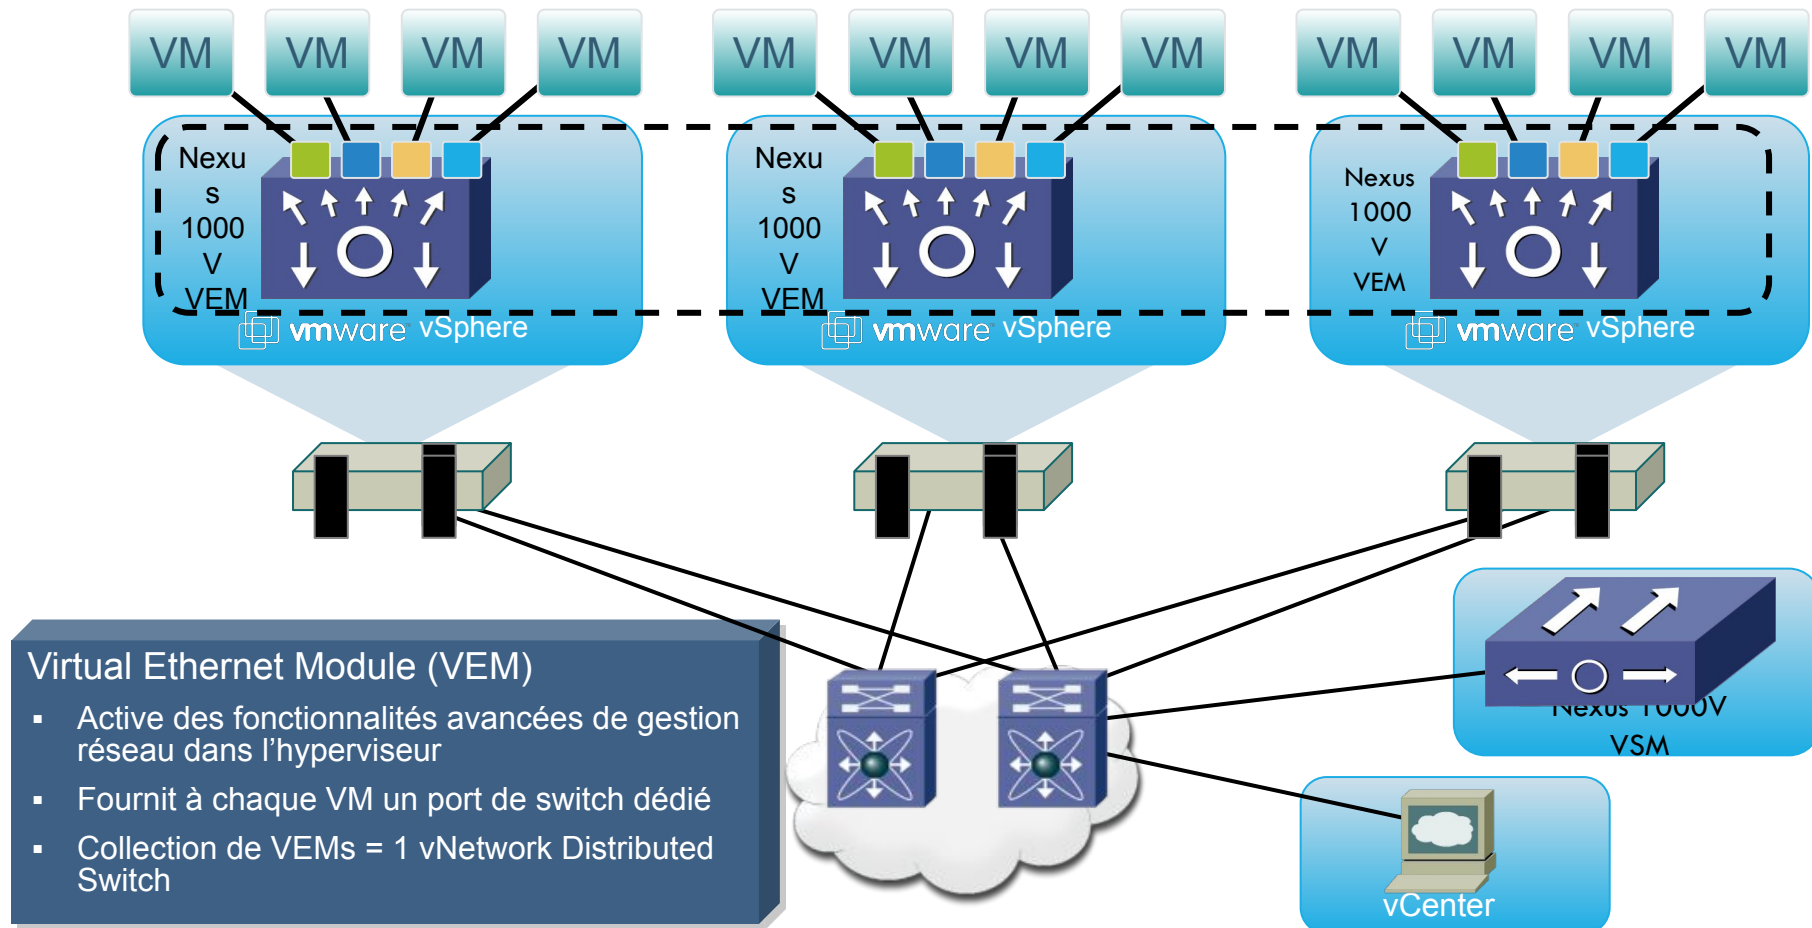 VM VM VM VM VM VM VM VM VM VM VM VM
Nexu
s
1000
V
VEM
vmware vSphere
Nexu
s
1000
V
VEM
vmware vSphere
Nexus
1000
V
VEM
vmware vSphere
Nexus 1000V
VSM
vCenter
Virtual Ethernet Module (VEM)
▪ Active des fonctionnalités avancées de gestion
réseau dans l’hyperviseur
▪ Fournit à chaque VM un port de switch dédié
▪ Collection de VEMs = 1 vNetwork Distributed
Switch